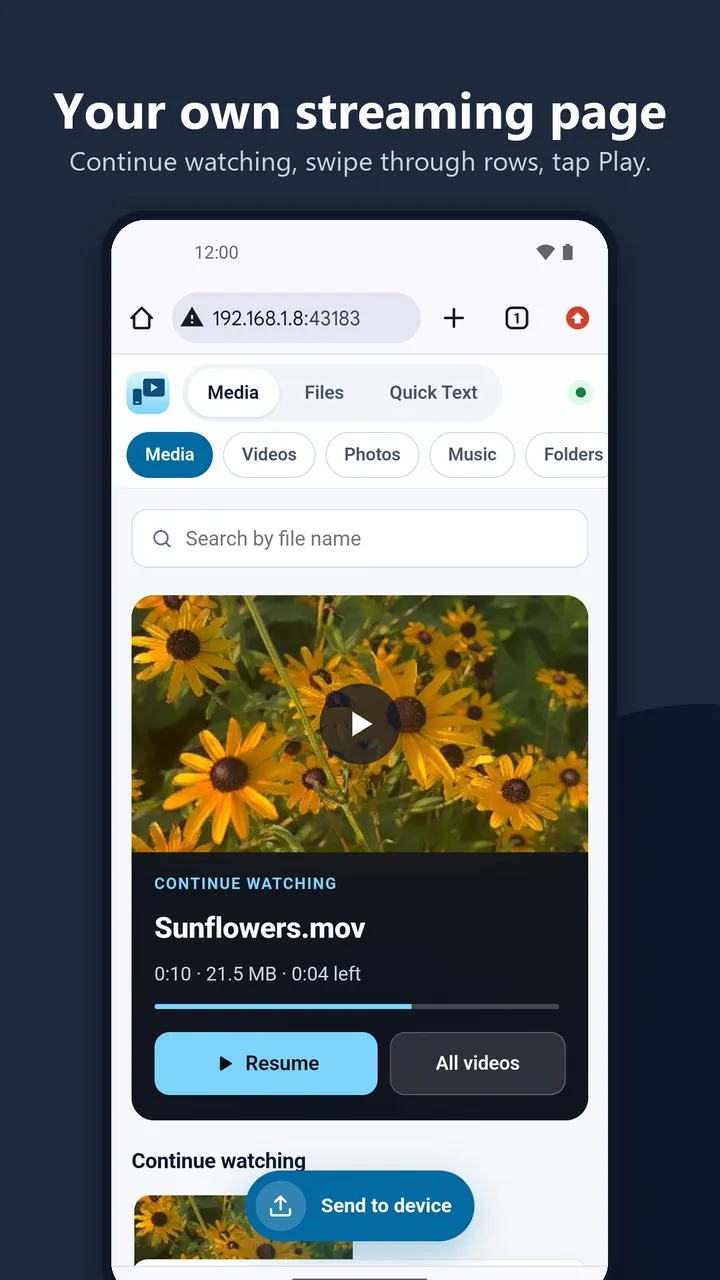 Your own streaming page
Continue watching, swipe through rows, tap Play.
12:00
192.168.1.8:43183
1
Media Files Quick Text
Media Videos Photos Music Folders
Search by file name
CONTINUE WATCHING
Sunflowers.mov
0:10 · 21.5 MB · 0:04 left
Resume All videos
Continue watching
Send to device